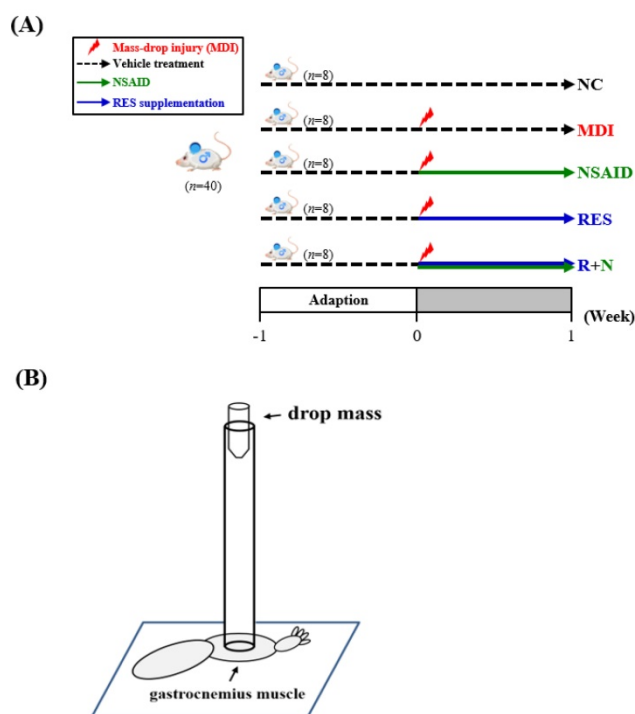 (A)
Mass-drop injury (MDI)
Vehicle treatment
NSAID
RES supplementation
(n=40)
(n=8)
NC
(n=8)
MDI
(n=8)
NSAID
(n=8)
RES
(n=8)
R+N
Adaption
(Week)
-1 0 1
(B)
drop mass
gastrocnemius muscle